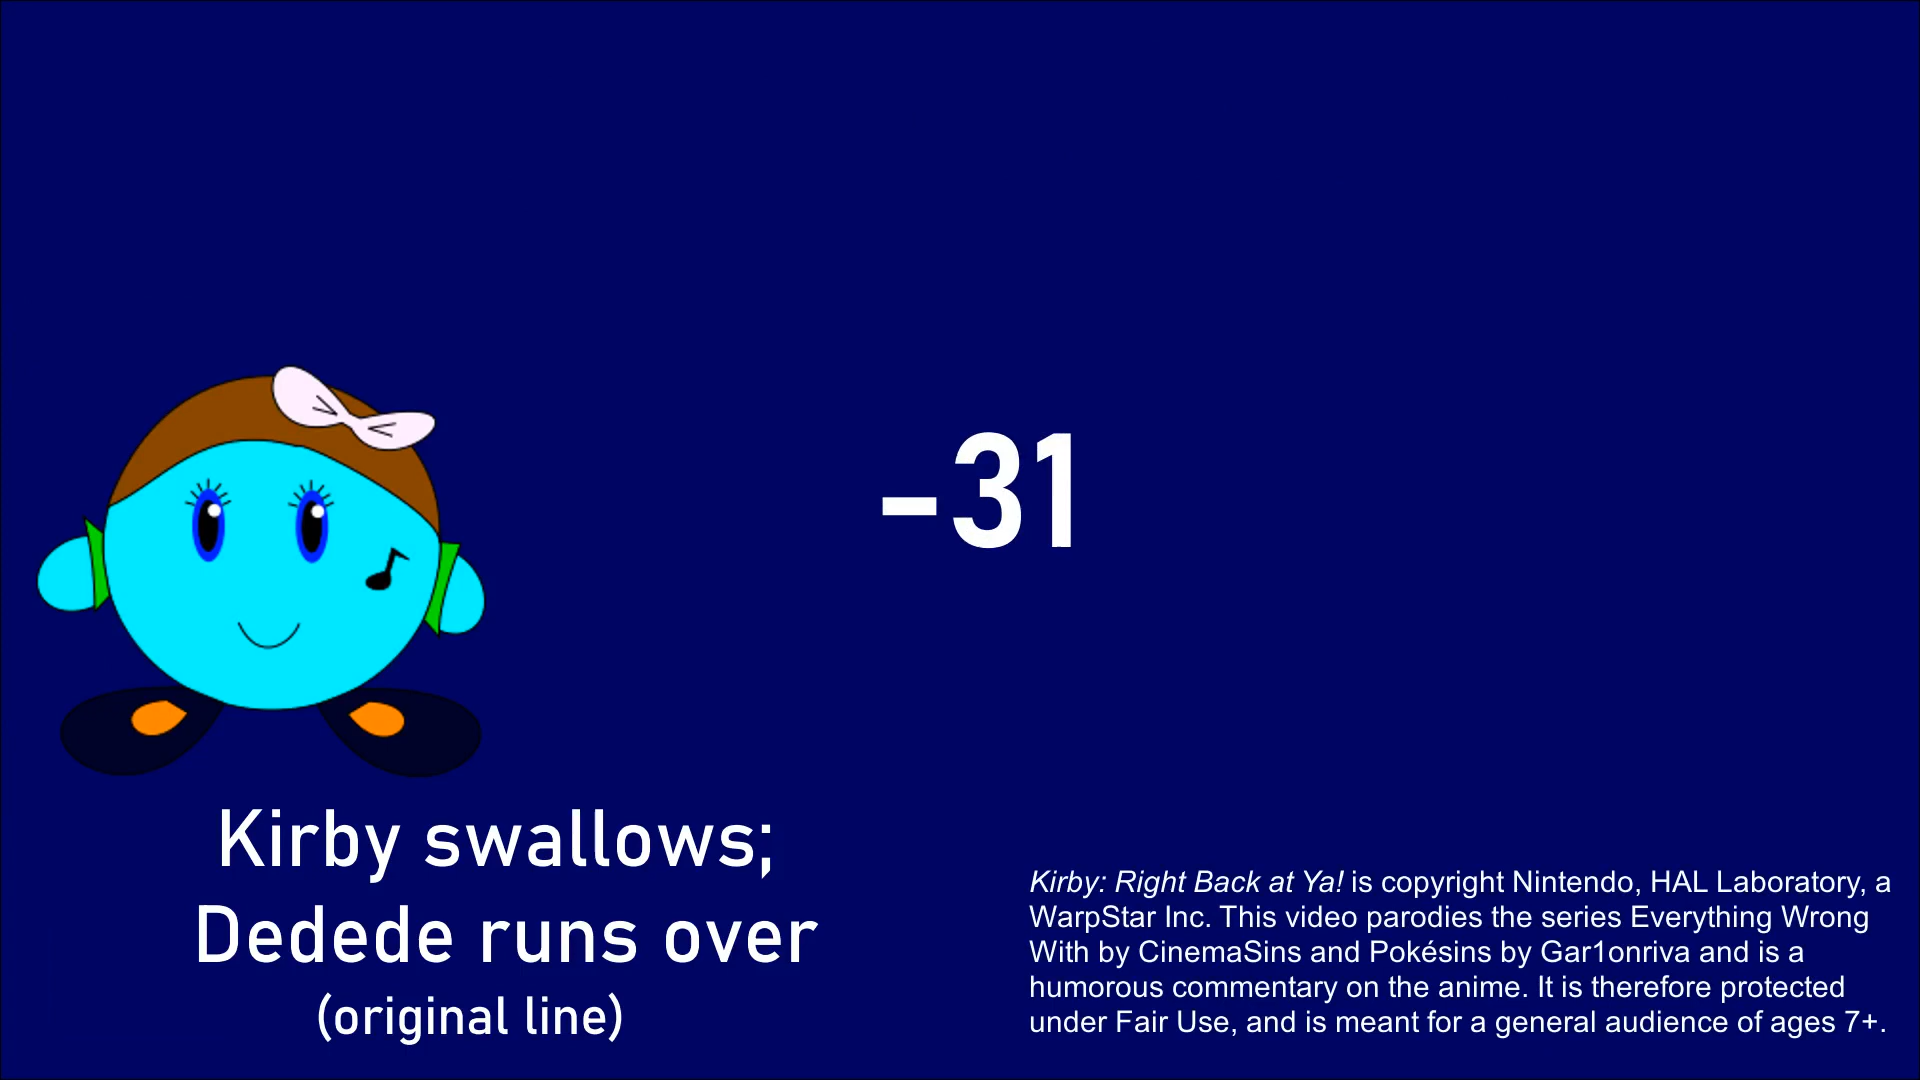 -31
Kirby swallows;
Dedede runs over
(original line)
Kirby: Right Back at Ya! is copyright Nintendo, HAL Laboratory, a
WarpStar Inc. This video parodies the series Everything Wrong
With by CinemaSins and Pokésins by Gar1onriva and is a
humorous commentary on the anime. It is therefore protected
under Fair Use, and is meant for a general audience of ages 7+.